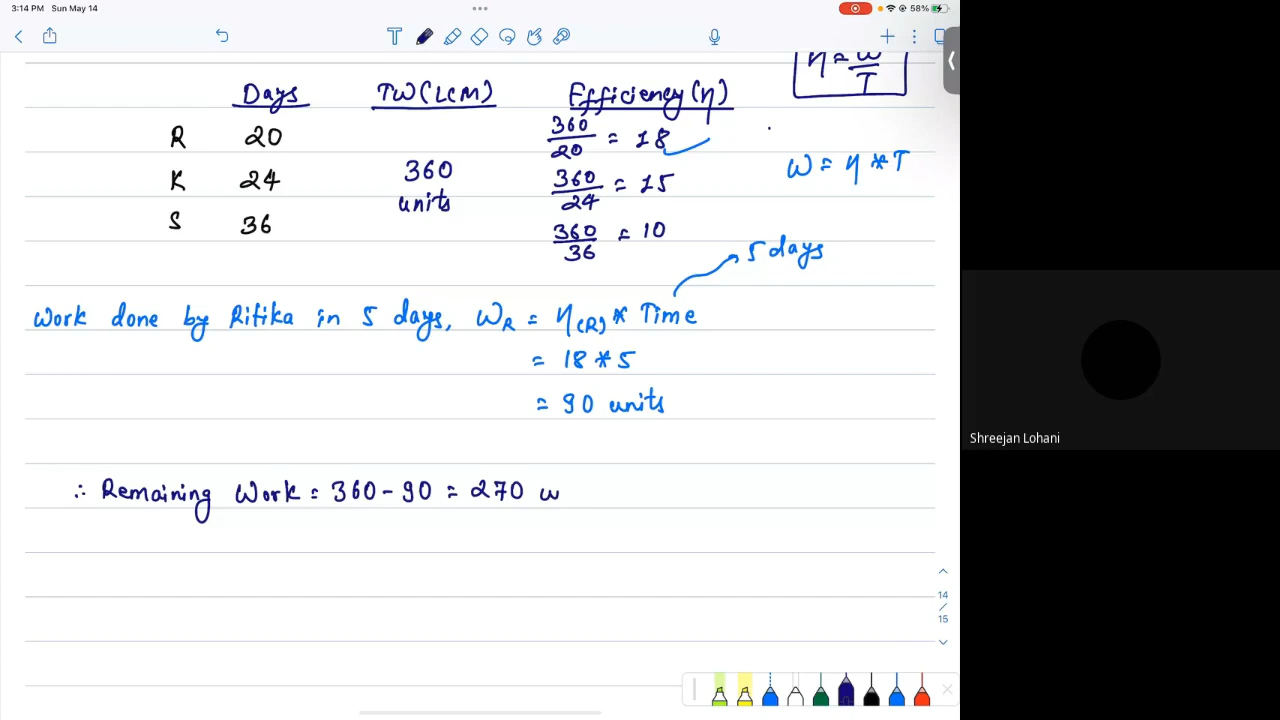 3:14 PM Sun May 14
58%
η = ω/T
Days TW(LCM) Efficiency(η)
R 20 360/20 = 18
ω = η * T
K 24 360 units 360/24 = 15
S 36 360/36 = 10
5 days
Work done by Ritika in 5 days, ωR = η(R) * Time
= 18 * 5
= 90 units
∴ Remaining Work = 360 - 90 = 270 w
Shreejan Lohani
14
/
15